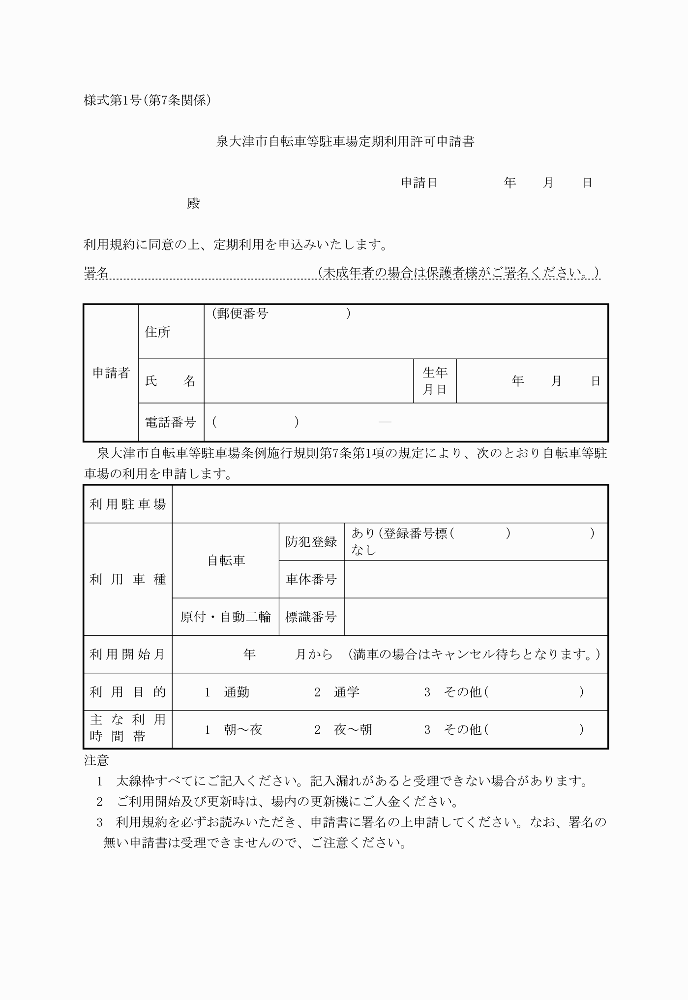 様式第1号(第7条関係)
泉大津市自転車等駐車場定期利用許可申請書
申請日　　　　　年　　月　　日
殿
利用規約に同意の上、定期利用を申込みいたします。
署名　　　　　　　　　　　　　　　　(未成年者の場合は保護者様がご署名ください。)
申請者
住所
(郵便番号　　　　　　)
氏　　名
生年
月日
年　　月　　日
電話番号
(　　　　　　)　　　　　　―
泉大津市自転車等駐車場条例施行規則第7条第1項の規定により、次のとおり自転車等駐
車場の利用を申請します。
利用駐車場
利用車種
自転車
防犯登録
あり(登録番号標(　　　　)　　　　　　)
なし
車体番号
原付・自動二輪
標識番号
利用開始月
年　　　月から　(満車の場合はキャンセル待ちとなります。)
利用目的
1　通勤　　　　　2　通学　　　　　3　その他(　　　　　　　)
主な利用
時間帯
1　朝～夜　　　　2　夜～朝　　　　3　その他(　　　　　　　)
注意
1　太線枠すべてにご記入ください。記入漏れがあると受理できない場合があります。
2　ご利用開始及び更新時は、場内の更新機にご入金ください。
3　利用規約を必ずお読みいただき、申請書に署名の上申請してください。なお、署名の
無い申請書は受理できませんので、ご注意ください。